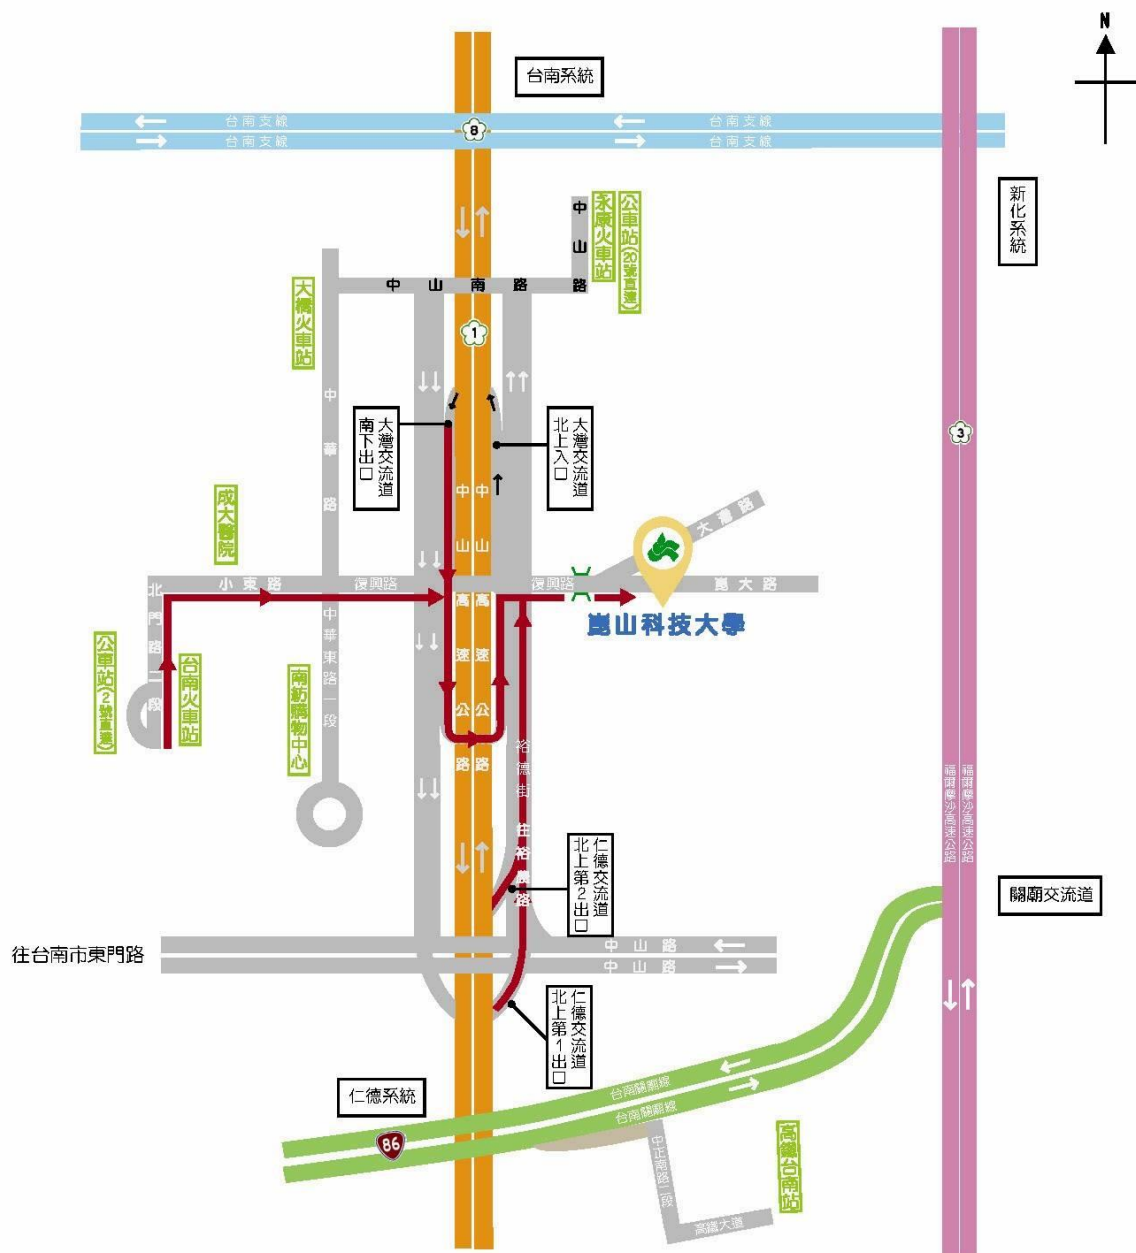 N
台南系統
台南支線
台南支線
8
台南支線
台南支線
新化系統
中山路
永康火車站
公車站(20號直達)
大橋火車站
中山南路
1
中華路
大灣交流道
南下出口
大灣交流道
北上入口
3
成大醫院
中山高速公路
中山高速公路
大灣路
小東路
復興路
復興路
崑大路
崑山科技大學
北門路二段
公車站(2號直達)
台南火車站
中華東路一段
南紡購物中心
裕德街
往裕農路
福爾摩沙高速公路
福爾摩沙高速公路
仁德交流道
北上第2出口
關廟交流道
往台南市東門路
中山路
中山路
仁德交流道
北上第1出口
仁德系統
86
台南關廟線
台南關廟線
中正南路二段
高鐵台南站
高鐵大道